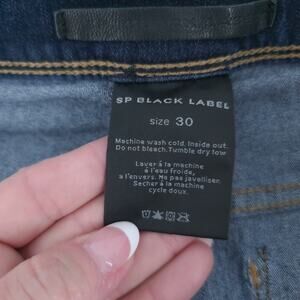 SP BLACK LABEL
size 30
Machine wash cold. Inside out.
Do not bleach. Tumble dry low
Laver à la machine
à l'eau froide,
à l'envers. Ne pas javelliser.
Sécher à la machine
cycle doux.